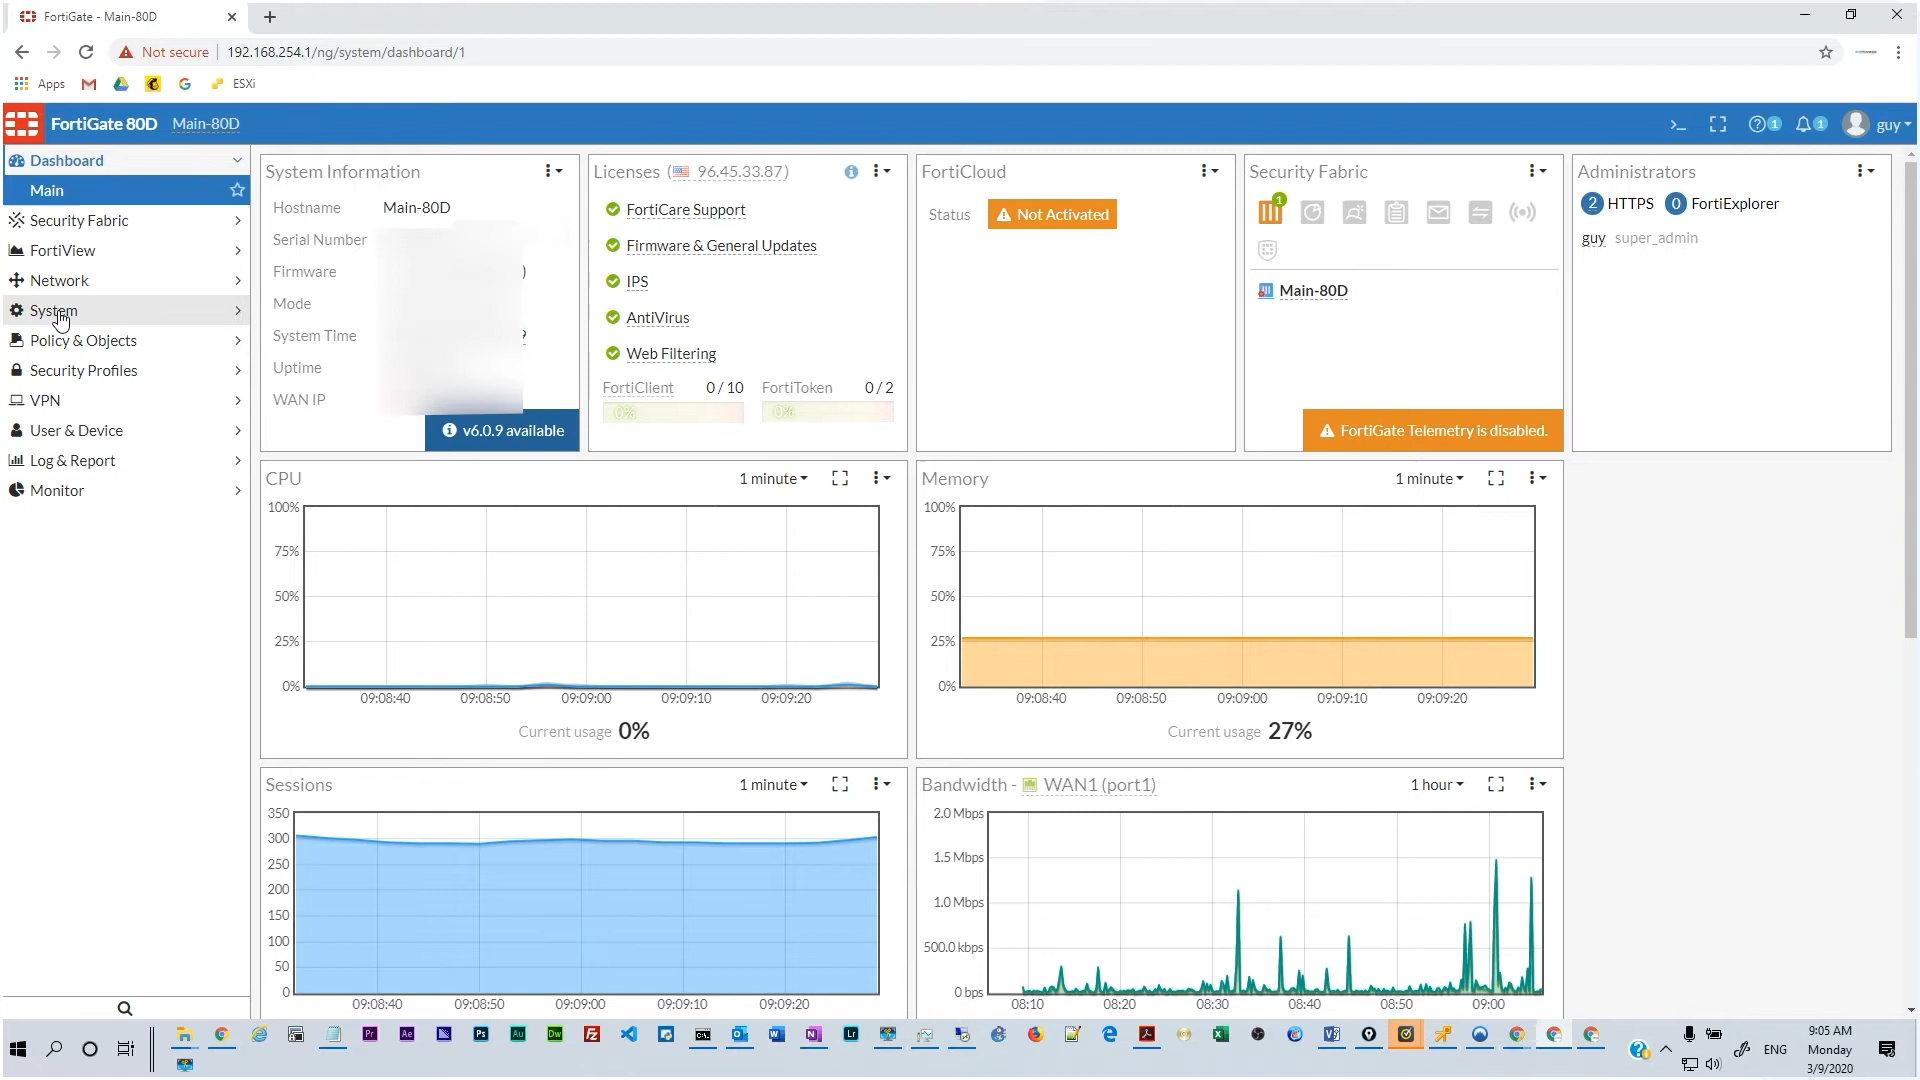 FortiGate - Main-80D
Not secure
192.168.254.1/ng/system/dashboard/1
Apps
ESXi
FortiGate 80D
Main-80D
1
1
guy
Dashboard
Main
Security Fabric
FortiView
Network
System
Policy & Objects
Security Profiles
VPN
User & Device
Log & Report
Monitor
System Information
Hostname
Main-80D
Serial Number
Firmware
)
Mode
System Time
Uptime
WAN IP
v6.0.9 available
Licenses (96.45.33.87)
FortiCare Support
Firmware & General Updates
IPS
AntiVirus
Web Filtering
FortiClient 0 / 10
0%
FortiToken 0 / 2
0%
FortiCloud
Status
Not Activated
Security Fabric
1
Main-80D
FortiGate Telemetry is disabled.
Administrators
2 HTTPS 0 FortiExplorer
guy super_admin
CPU
1 minute
100%
75%
50%
25%
0%
09:08:40 09:08:50 09:09:00 09:09:10 09:09:20
Current usage 0%
Memory
1 minute
100%
75%
50%
25%
0%
09:08:40 09:08:50 09:09:00 09:09:10 09:09:20
Current usage 27%
Sessions
1 minute
350
300
250
200
150
100
50
0
09:08:40 09:08:50 09:09:00 09:09:10 09:09:20
Bandwidth - WAN1 (port1)
1 hour
2.0 Mbps
1.5 Mbps
1.0 Mbps
500.0 kbps
0 bps
08:10 08:20 08:30 08:40 08:50 09:00
Pr
Ae
Ps
Au
Dw
Lr
ENG
9:05 AM
Monday
3/9/2020